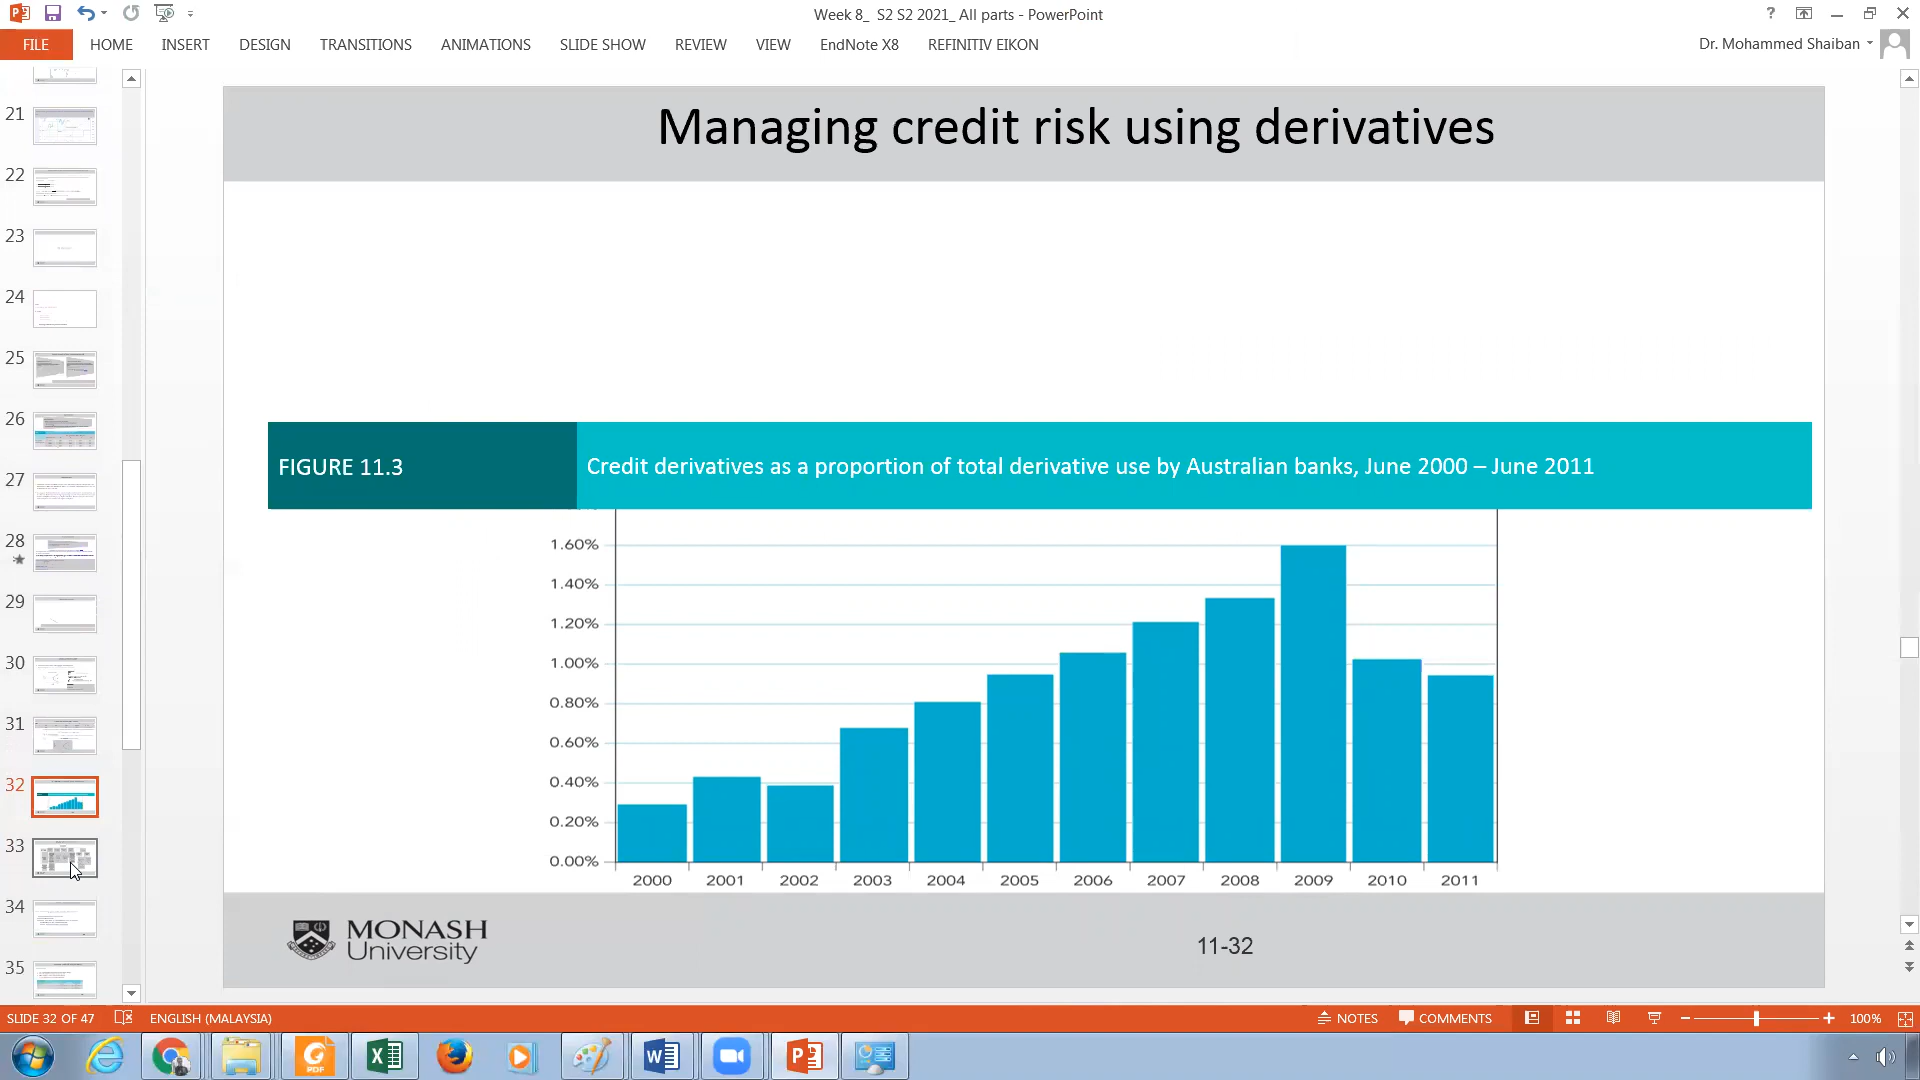 Week 8_ S2 S2 2021_ All parts - PowerPoint
?
FILE HOME INSERT DESIGN TRANSITIONS ANIMATIONS SLIDE SHOW REVIEW VIEW EndNote X8 REFINITIV EIKON
Dr. Mohammed Shaiban
21
22
23
24
25
26
27
28
29
30
31
32
33
34
35
Managing credit risk using derivatives
FIGURE 11.3
Credit derivatives as a proportion of total derivative use by Australian banks, June 2000 – June 2011
1.60%
1.40%
1.20%
1.00%
0.80%
0.60%
0.40%
0.20%
0.00%
2000 2001 2002 2003 2004 2005 2006 2007 2008 2009 2010 2011
MONASH
University
11-32
SLIDE 32 OF 47 ENGLISH (MALAYSIA) NOTES COMMENTS 100%
PDF